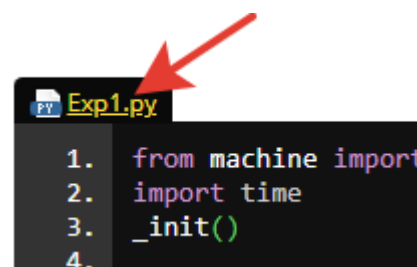 PY Exp1.py
1. from machine import
2. import time
3. _init()
4.